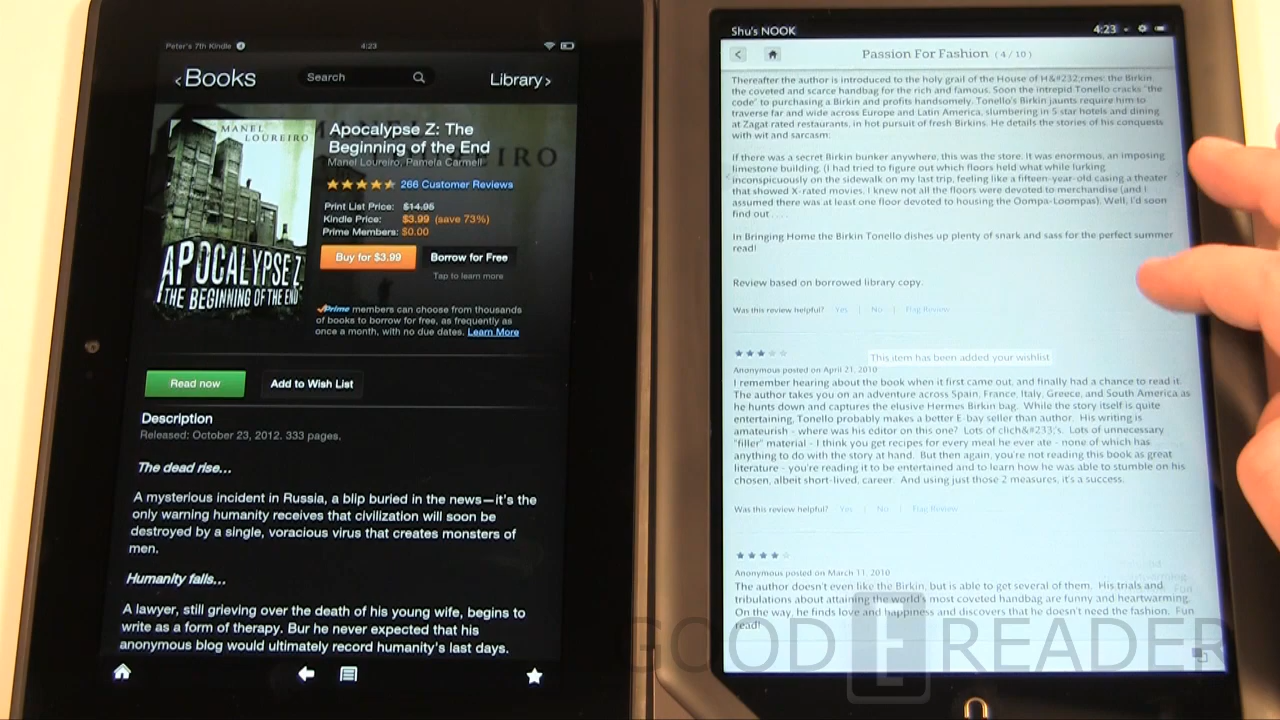 Peter's 7th Kindle
4:23
‹Books
Search
Library›
MANEL
LOUREIRO
APOCALYPSE Z:
THE BEGINNING OF THE END
Apocalypse Z: The
Beginning of the End
Manel Loureiro, Pamela Carmell
266 Customer Reviews
Print List Price: $14.95
Kindle Price: $3.99 (save 73%)
Prime Members: $0.00
Buy for $3.99
Borrow for Free
Tap to learn more
Prime members can choose from thousands
of books to borrow for free, as frequently as
once a month, with no due dates. Learn More
Read now
Add to Wish List
Description
Released: October 23, 2012. 333 pages.
The dead rise...
A mysterious incident in Russia, a blip buried in the news—it's the
only warning humanity receives that civilization will soon be
destroyed by a single, voracious virus that creates monsters of
men.
Humanity falls...
A lawyer, still grieving over the death of his young wife, begins to
write as a form of therapy. Bur he never expected that his
anonymous blog would ultimately record humanity's last days.
Shu's NOOK
4:23
Passion For Fashion ( 4 / 10 )
Thereafter the author is introduced to the holy grail of the House of H&#232;rmes: the Birkin,
the coveted and scarce handbag for the rich and famous. Soon the intrepid Tonello cracks "the
code" to purchasing a Birkin and profits handsomely. Tonello's Birkin jaunts require him to
traverse far and wide across Europe and Latin America, slumbering in 5 star hotels and dining
at Zagat rated restaurants, in hot pursuit of fresh Birkins. He details the stories of his conquests
with wit and sarcasm:
If there was a secret Birkin bunker anywhere, this was the store. It was enormous, an imposing
limestone building. (I had tried to figure out which floors held what while lurking
inconspicuously on the sidewalk on my last trip, feeling like a fifteen-year-old casing a theater
that showed X-rated movies. I knew not all the floors were devoted to merchandise (and I
assumed there was at least one floor devoted to housing the Oompa-Loompas). Well, I'd soon
find out . . . .
In Bringing Home the Birkin Tonello dishes up plenty of snark and sass for the perfect summer
read!
Review based on borrowed library copy.
Was this review helpful? Yes | No | Flag Review
This item has been added your wishlist
Anonymous posted on April 21, 2010
I remember hearing about the book when it first came out, and finally had a chance to read it.
The author takes you on an adventure across Spain, France, Italy, Greece, and South America as
he hunts down and captures the elusive Hermes Birkin bag. While the story itself is quite
entertaining, Tonello probably makes a better E-bay seller than author. His writing is
amateurish - where was his editor on this one? Lots of clich&#233;'s. Lots of unnecessary
"filler" material - I think you get recipes for every meal he ever ate - none of which has
anything to do with the story at hand. But then again, you're not reading this book as great
literature - you're reading it to be entertained and to learn how he was able to stumble on his
chosen, albeit short-lived, career. And using just those 2 measures, it's a success.
Was this review helpful? Yes | No | Flag Review
Anonymous posted on March 11, 2010
The author doesn't even like the Birkin, but is able to get several of them. His trials and
tribulations about attaining the world's most coveted handbag are funny and heartwarming.
On the way, he finds love and happiness and discovers that he doesn't need the fashion. Fun
read!
GOOD E READER